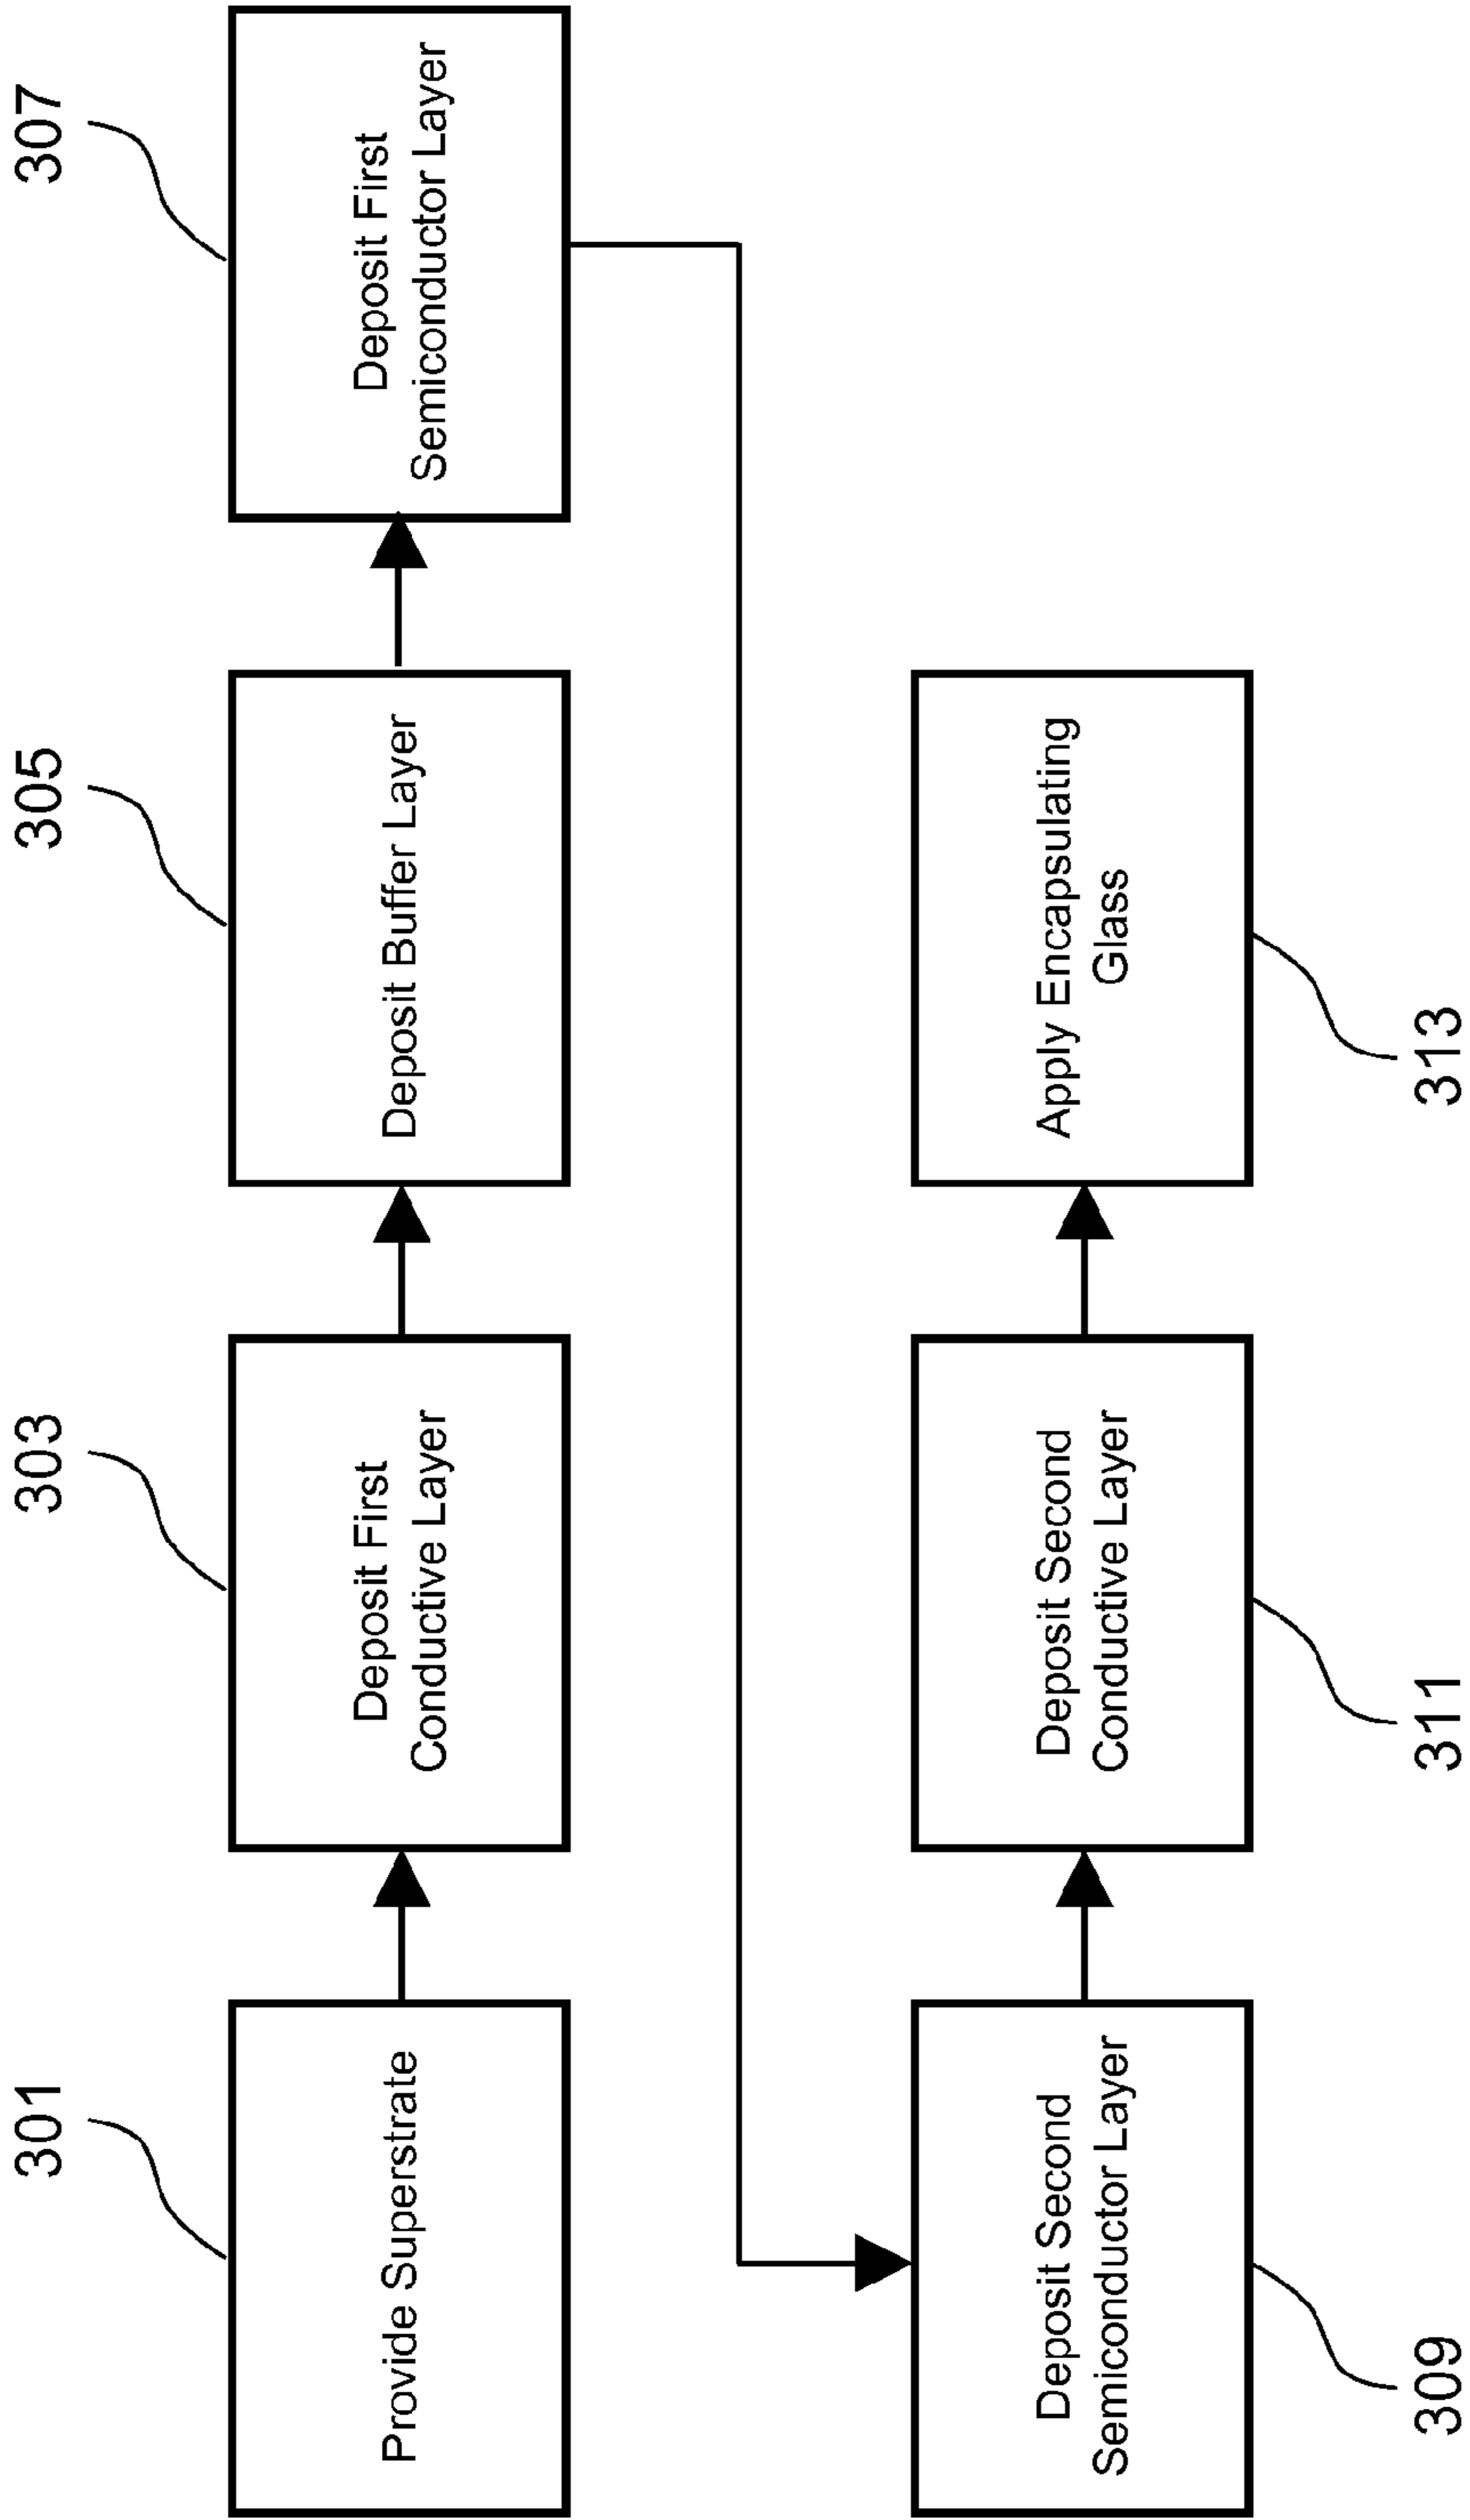 301
303
305
307
Provide Superstrate
Deposit First
Conductive Layer
Deposit Buffer Layer
Deposit First
Semiconductor Layer
Deposit Second
Semiconductor Layer
Deposit Second
Conductive Layer
Apply Encapsulating
Glass
309
311
313